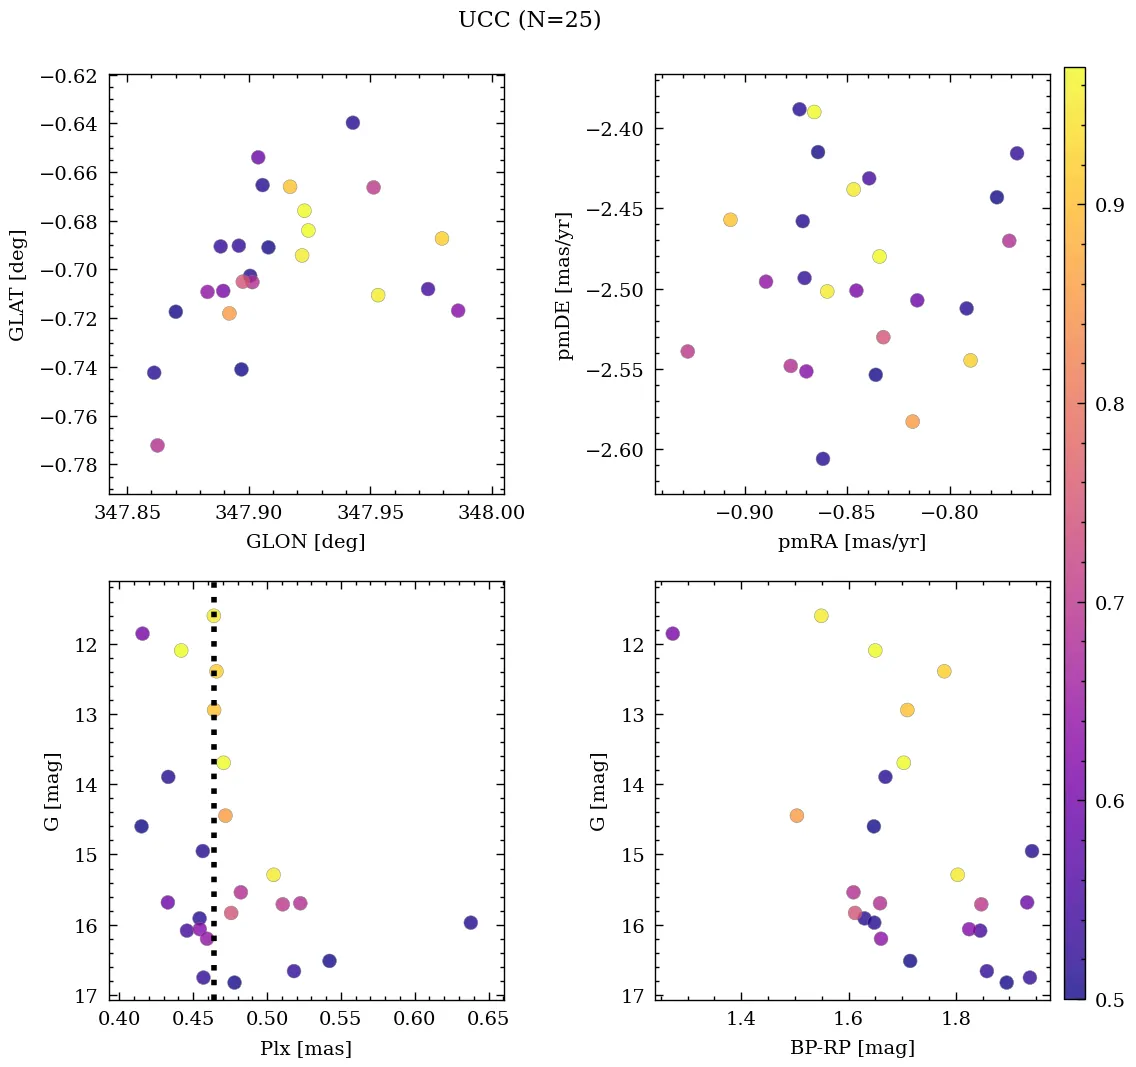 UCC (N=25)
−0.62
−0.64
−0.66
−0.68
−0.70
−0.72
−0.74
−0.76
−0.78
GLAT [deg]
347.85 347.90 347.95 348.00
GLON [deg]
−2.40
−2.45
−2.50
−2.55
−2.60
pmDE [mas/yr]
−0.90 −0.85 −0.80
pmRA [mas/yr]
12
13
14
15
16
17
G [mag]
0.40 0.45 0.50 0.55 0.60 0.65
Plx [mas]
12
13
14
15
16
17
G [mag]
1.4 1.6 1.8
BP-RP [mag]
0.9
0.8
0.7
0.6
0.5